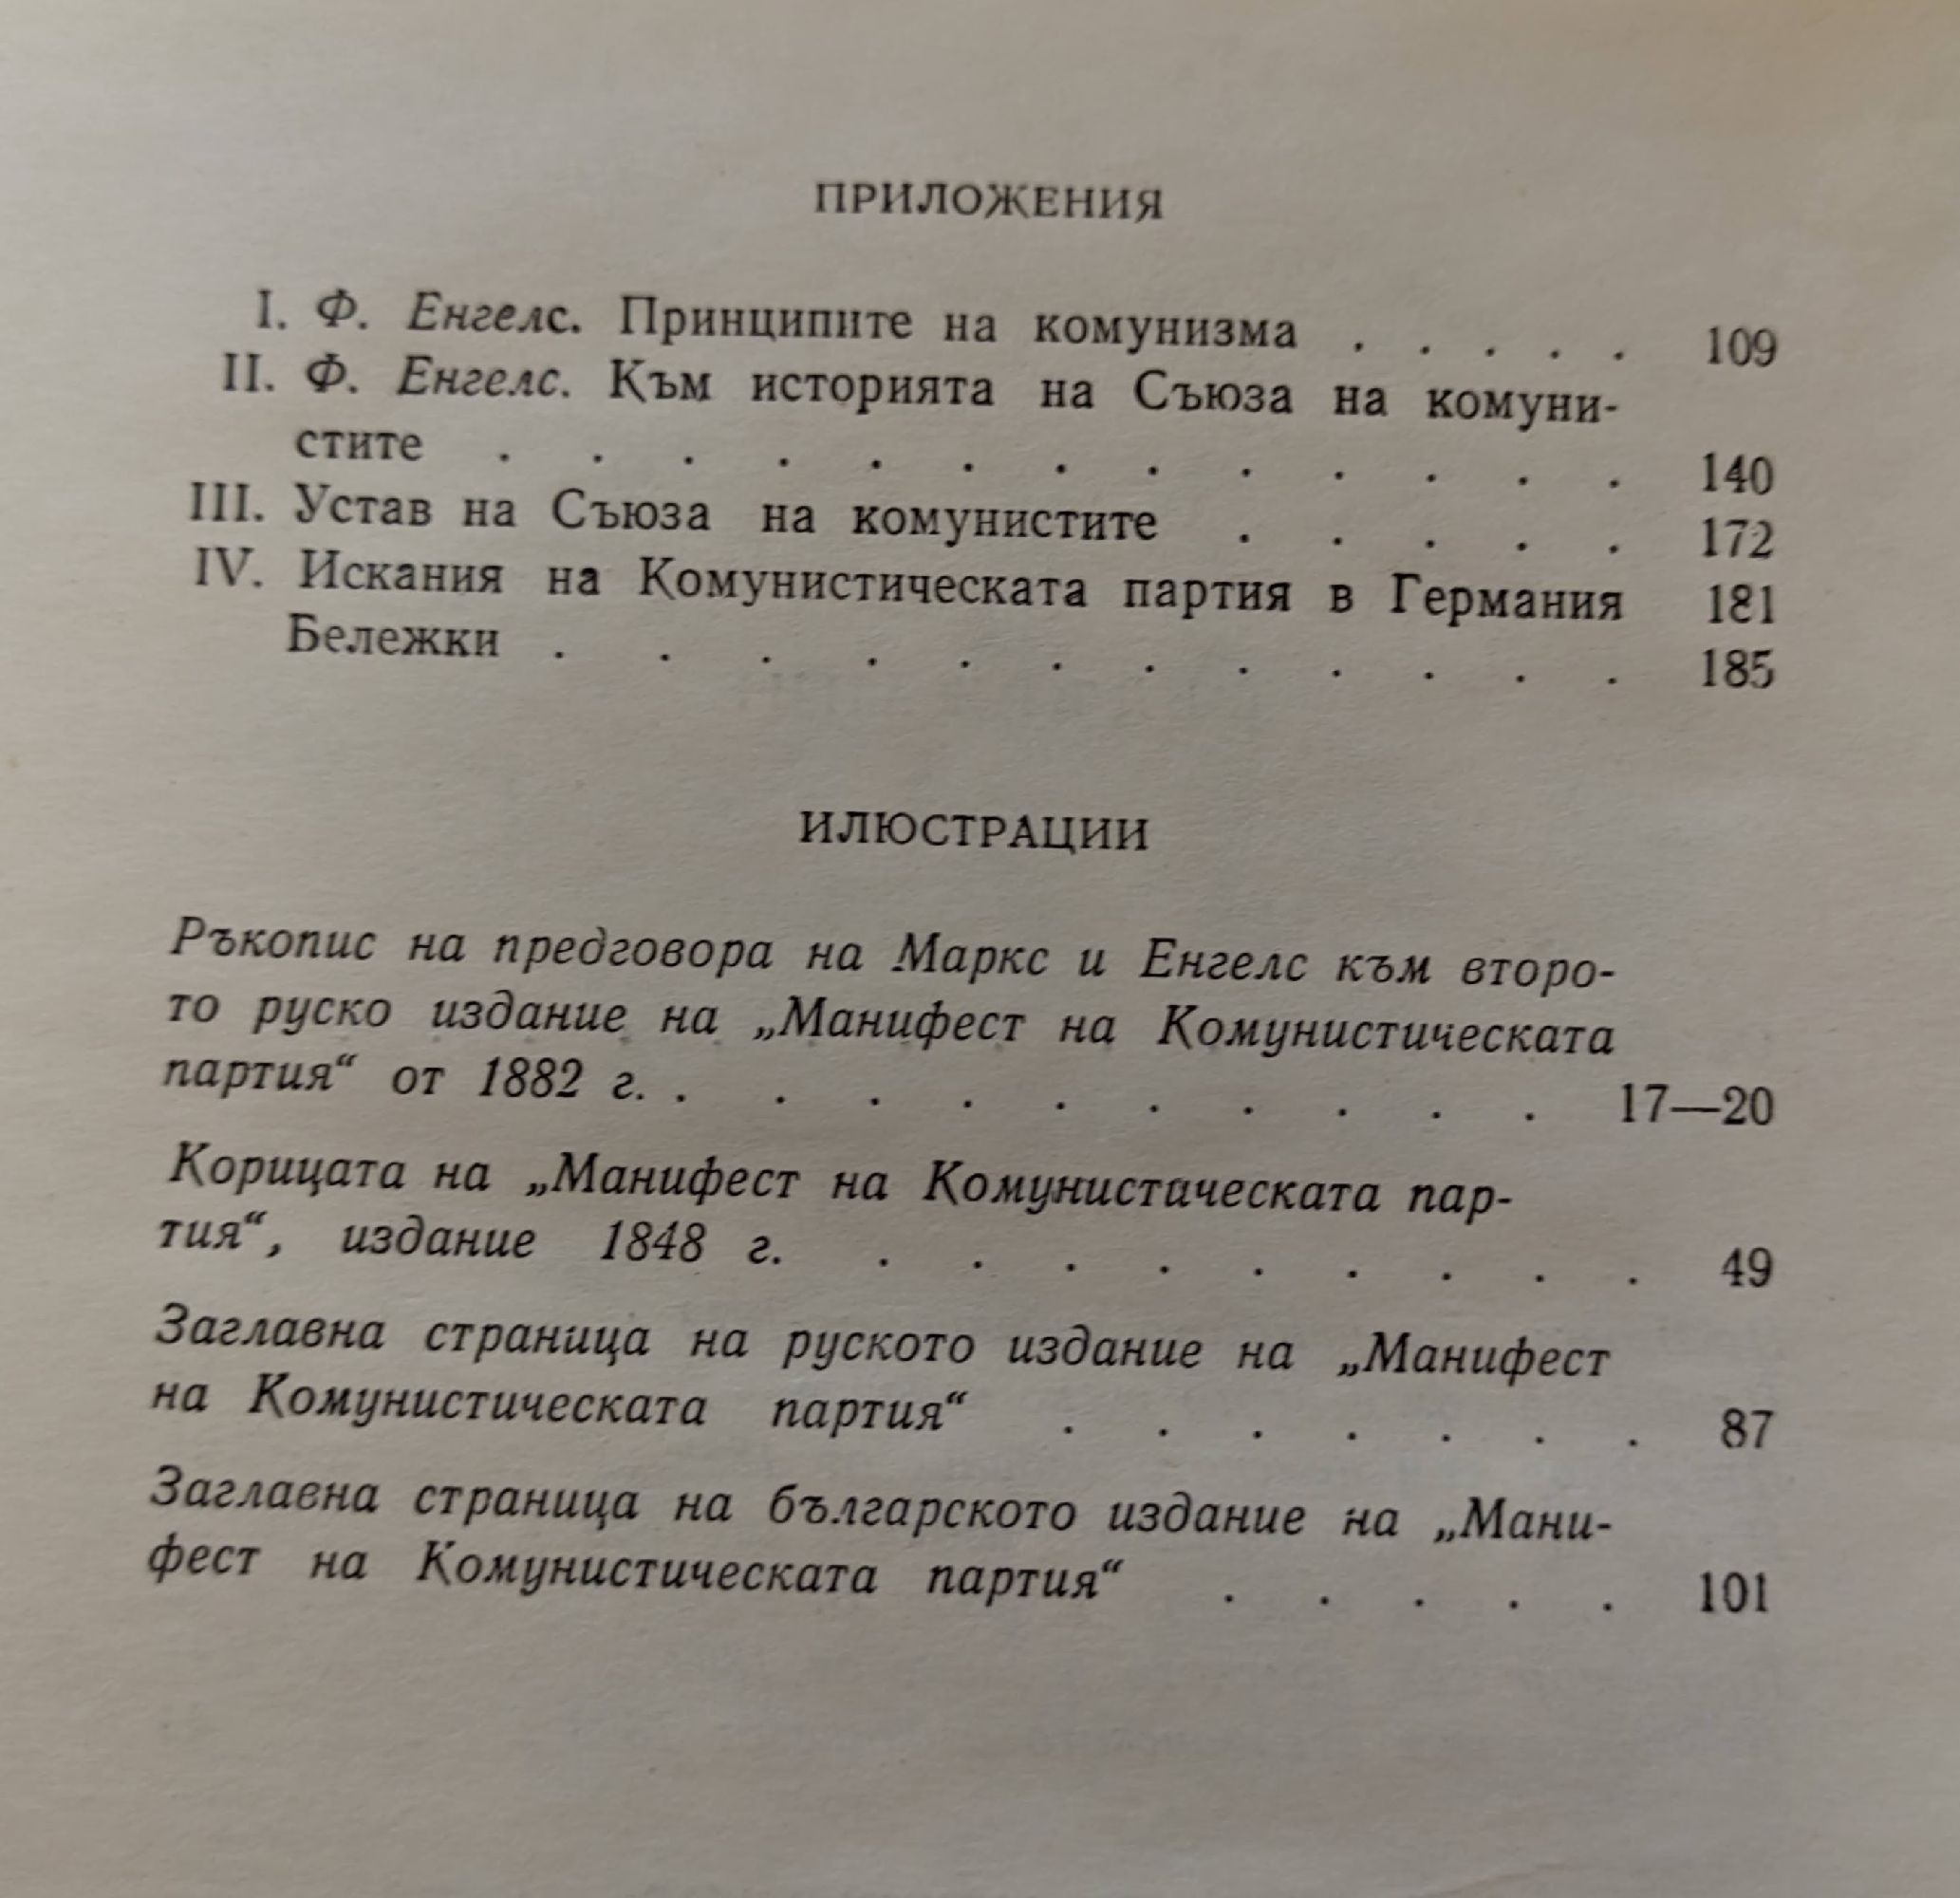 ПРИЛОЖЕНИЯ
I. Ф. Енгелс. Принципите на комунизма . . . . . 109
II. Ф. Енгелс. Към историята на Съюза на комуни-
стите . . . . . . . . . . . . . 140
III. Устав на Съюза на комунистите . . . . . 172
IV. Искания на Комунистическата партия в Германия 181
Бележки . . . . . . . . . . . . 185
ИЛЮСТРАЦИИ
Ръкопис на предговора на Маркс и Енгелс към второ-
то руско издание на „Манифест на Комунистическата
партия“ от 1882 г. . . . . . . . . . . 17—20
Корицата на „Манифест на Комунистическата пар-
тия“, издание 1848 г. . . . . . . . . . 49
Заглавна страница на руското издание на „Манифест
на Комунистическата партия“ . . . . . . . 87
Заглавна страница на българското издание на „Мани-
фест на Комунистическата партия“ . . . . . 101